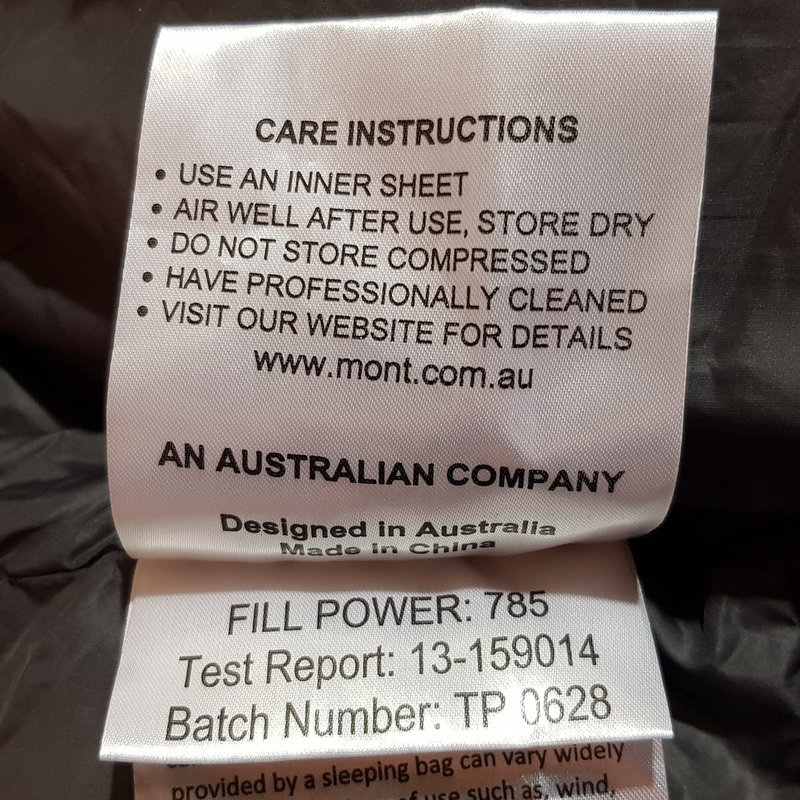 CARE INSTRUCTIONS
• USE AN INNER SHEET
• AIR WELL AFTER USE, STORE DRY
• DO NOT STORE COMPRESSED
• HAVE PROFESSIONALLY CLEANED
• VISIT OUR WEBSITE FOR DETAILS
www.mont.com.au
AN AUSTRALIAN COMPANY
Designed in Australia
Made in China
FILL POWER: 785
Test Report: 13-159014
Batch Number: TP 0628
provided by a sleeping bag can vary widely
use such as, wind,